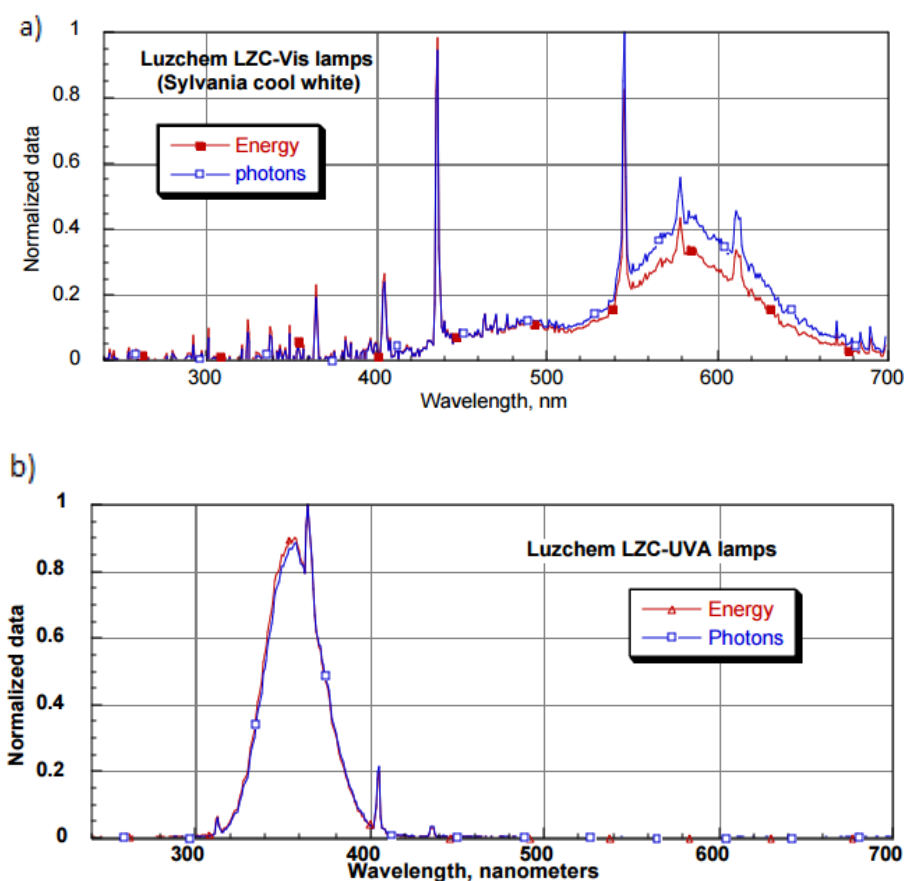 a)
Luzchem LZC-Vis lamps
(Sylvania cool white)
Energy
photons
Normalized data
1
0.8
0.6
0.4
0.2
0
300
400
500
600
700
Wavelength, nm
b)
Luzchem LZC-UVA lamps
Energy
Photons
Normalized data
1
0.8
0.6
0.4
0.2
0
300
400
500
600
700
Wavelength, nanometers